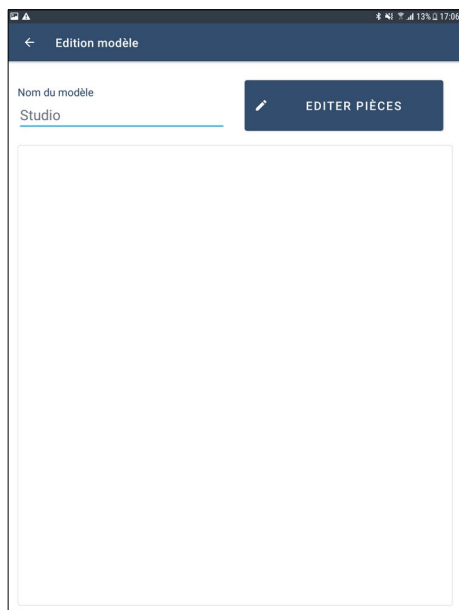 13% 17:06
Edition modèle
Nom du modèle
EDITER PIÈCES
Studio